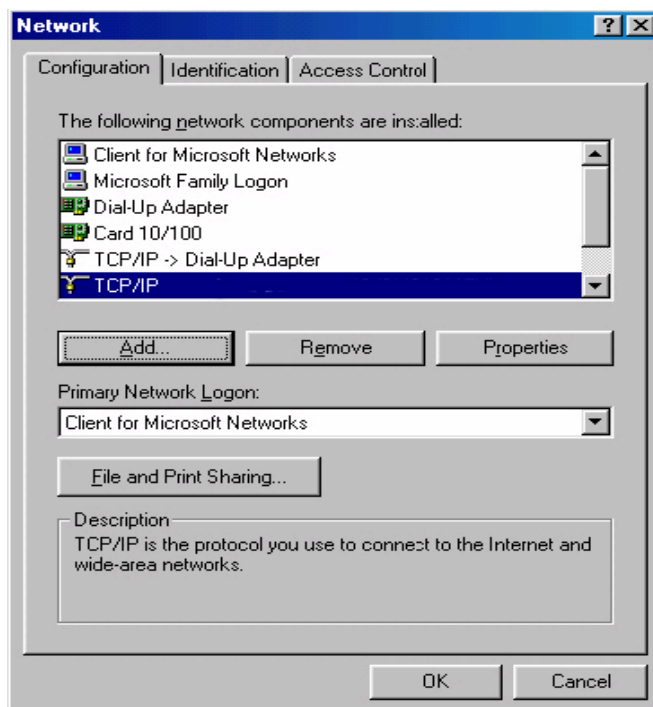 Network
Configuration Identification Access Control
The following network components are installed:
Client for Microsoft Networks
Microsoft Family Logon
Dial-Up Adapter
Card 10/100
TCP/IP -> Dial-Up Adapter
TCP/IP
Add... Remove Properties
Primary Network Logon:
Client for Microsoft Networks
File and Print Sharing...
Description
TCP/IP is the protocol you use to connect to the Internet and
wide-area networks.
OK Cancel